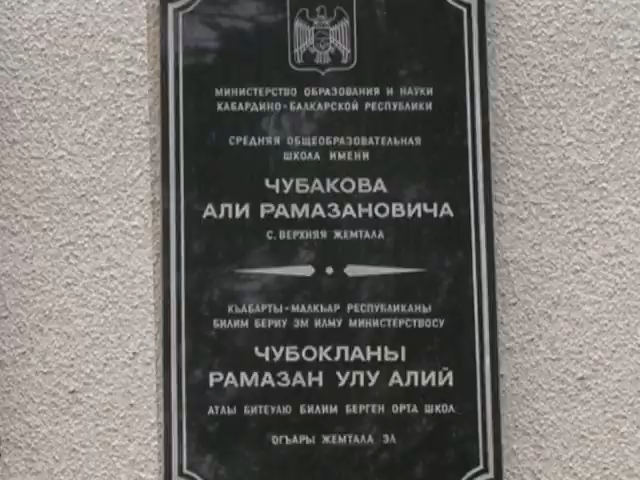 МИНИСТЕРСТВО ОБРАЗОВАНИЯ И НАУКИ
КАБАРДИНО-БАЛКАРСКОЙ РЕСПУБЛИКИ
СРЕДНЯЯ ОБЩЕОБРАЗОВАТЕЛЬНАЯ
ШКОЛА ИМЕНИ
ЧУБАКОВА
АЛИ РАМАЗАНОВИЧА
С. ВЕРХНЯЯ ЖЕМТАЛА
КЪАБАРТЫ-МАЛКЪАР РЕСПУБЛИКАНЫ
БИЛИМ БЕРИУ ЭМ ИЛМУ МИНИСТЕРСТВОСУ
ЧУБОКЛАНЫ
РАМАЗАН УЛУ АЛИЙ
АТЛЫ БИТЕУЛЮ БИЛИМ БЕРГЕН ОРТА ШКОЛ
ОГЪАРЫ ЖЕМТАЛА ЭЛ